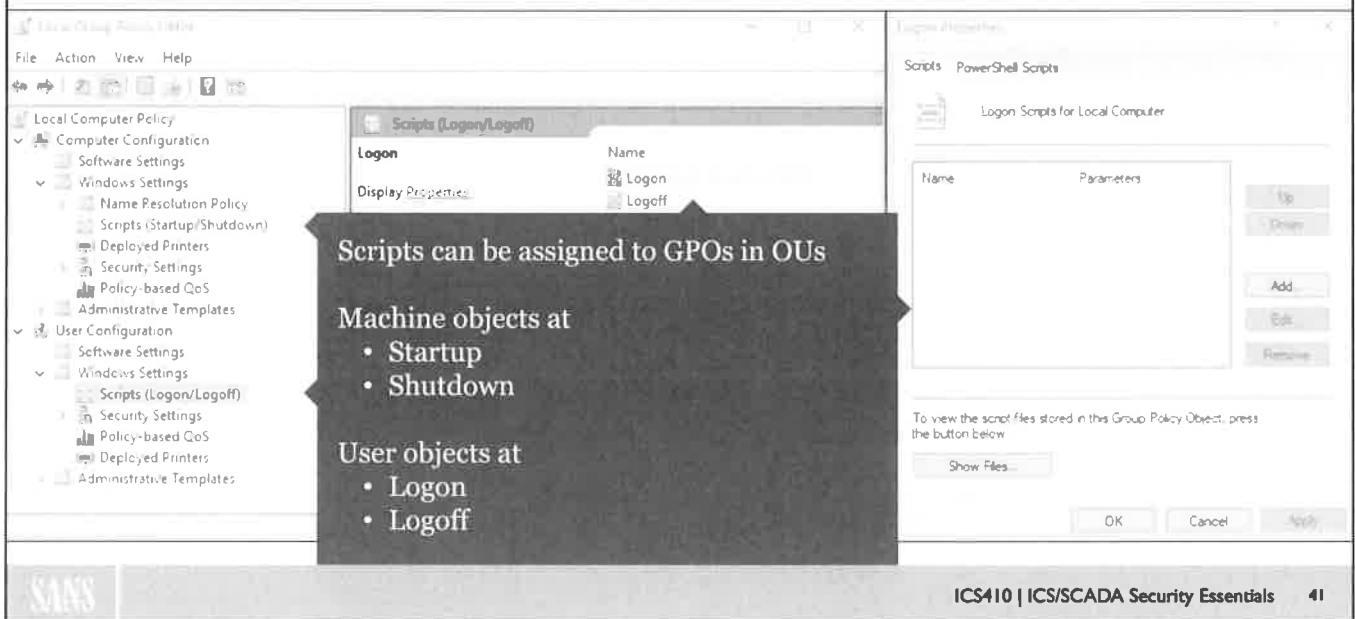 Local Group Policy Editor
File Action View Help
Local Computer Policy
Computer Configuration
Software Settings
Windows Settings
Name Resolution Policy
Scripts (Startup/Shutdown)
Deployed Printers
Security Settings
Policy-based QoS
Administrative Templates
User Configuration
Software Settings
Windows Settings
Scripts (Logon/Logoff)
Security Settings
Policy-based QoS
Deployed Printers
Administrative Templates
Scripts (Logon/Logoff)
Logon
Display Properties
Name
Logon
Logoff
Scripts can be assigned to GPOs in OUs
Machine objects at
• Startup
• Shutdown
User objects at
• Logon
• Logoff
Logon Properties
? ×
Scripts PowerShell Scripts
Logon Scripts for Local Computer
Name Parameters
Up
Down
Add...
Edit...
Remove
To view the script files stored in this Group Policy Object, press
the button below.
Show Files...
OK Cancel Apply
SANS
ICS410 | ICS/SCADA Security Essentials 41